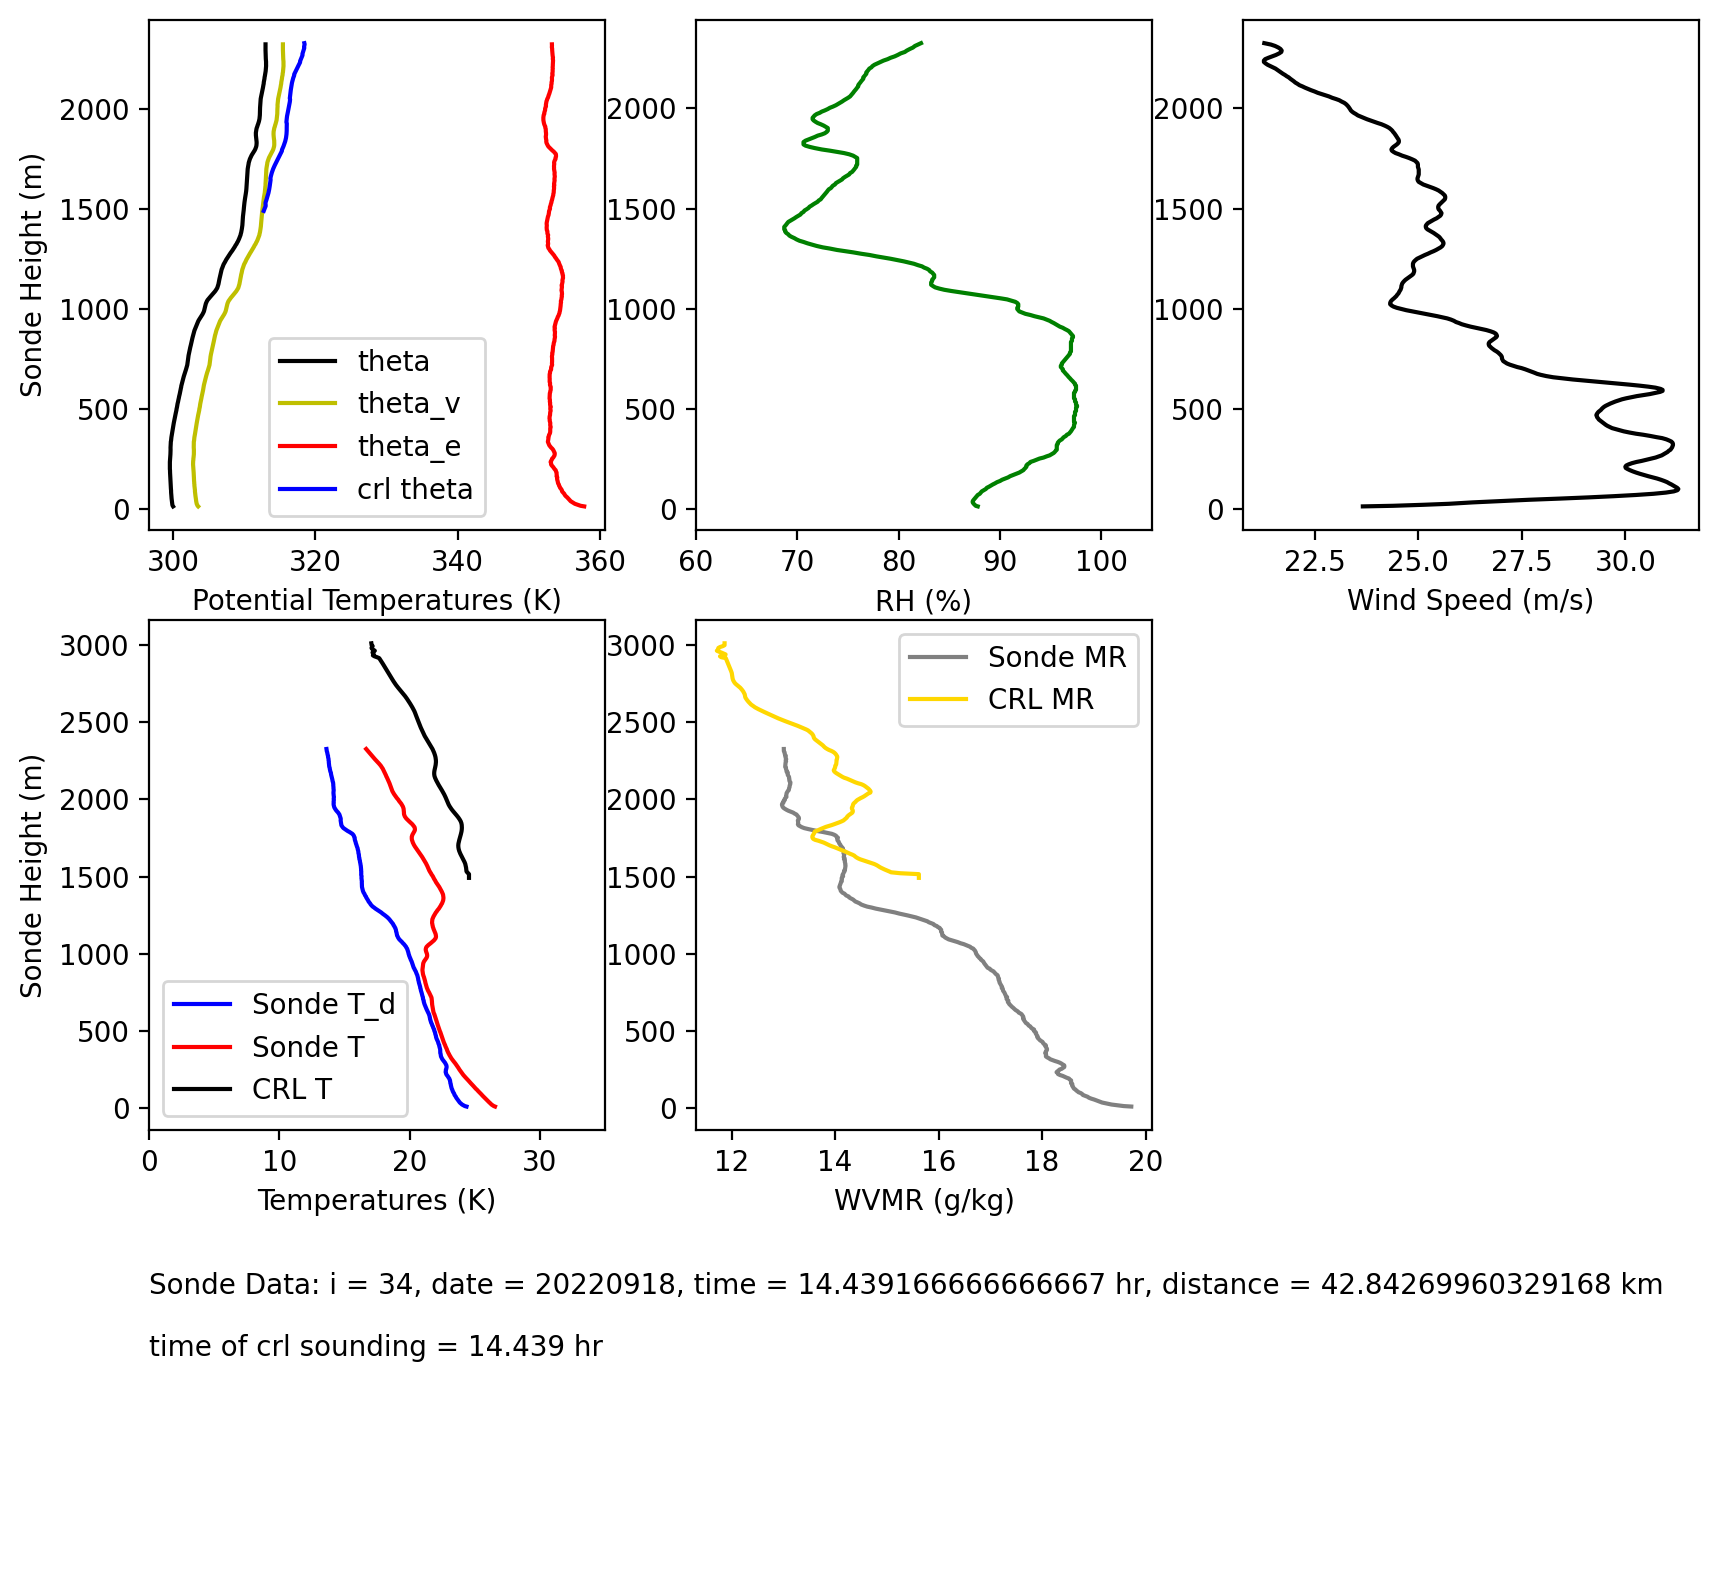 2000
1500
1000
500
0
Sonde Height (m)
300 320 340 360
Potential Temperatures (K)
theta
theta_v
theta_e
crl theta
2000
1500
1000
500
0
60 70 80 90 100
RH (%)
2000
1500
1000
500
0
22.5 25.0 27.5 30.0
Wind Speed (m/s)
3000
2500
2000
1500
1000
500
0
Sonde Height (m)
0 10 20 30
Temperatures (K)
Sonde T_d
Sonde T
CRL T
3000
2500
2000
1500
1000
500
0
12 14 16 18 20
WVMR (g/kg)
Sonde MR
CRL MR
Sonde Data: i = 34, date = 20220918, time = 14.439166666666667 hr, distance = 42.84269960329168 km
time of crl sounding = 14.439 hr